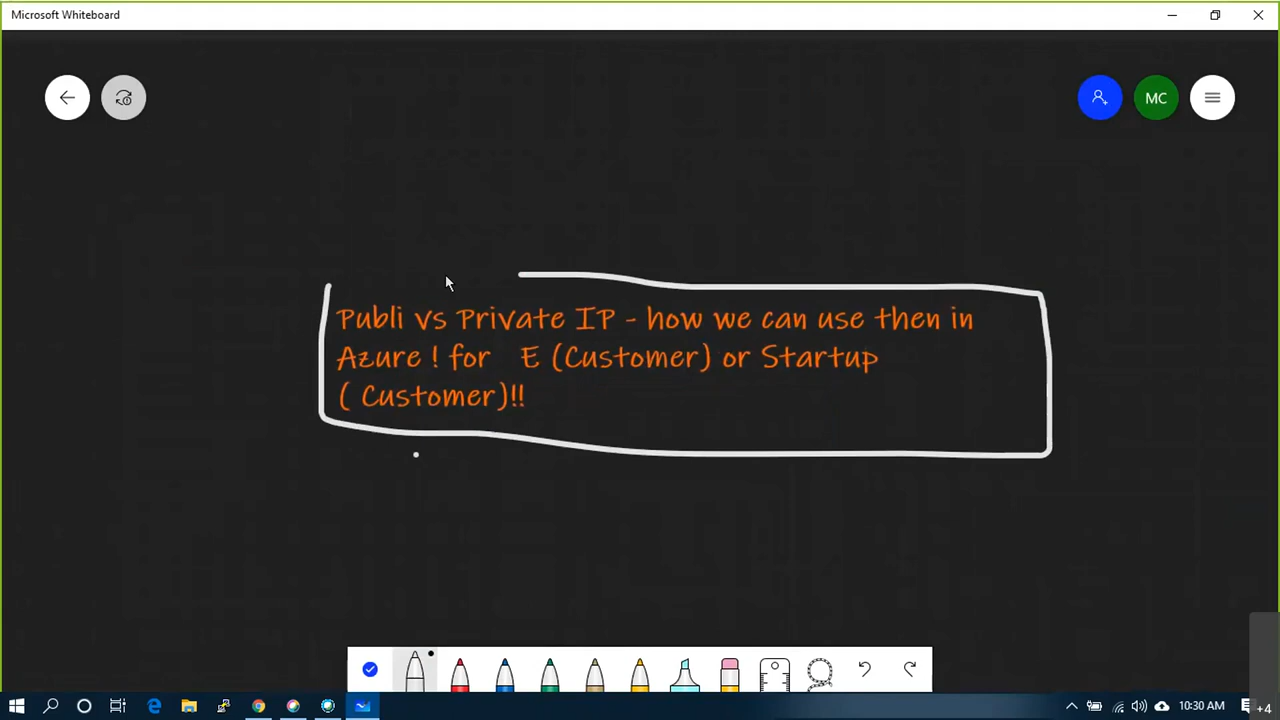 Microsoft Whiteboard
MC
Publi vs Private IP - how we can use then in
Azure ! for E (Customer) or Startup
( Customer)!!
10:30 AM
+4